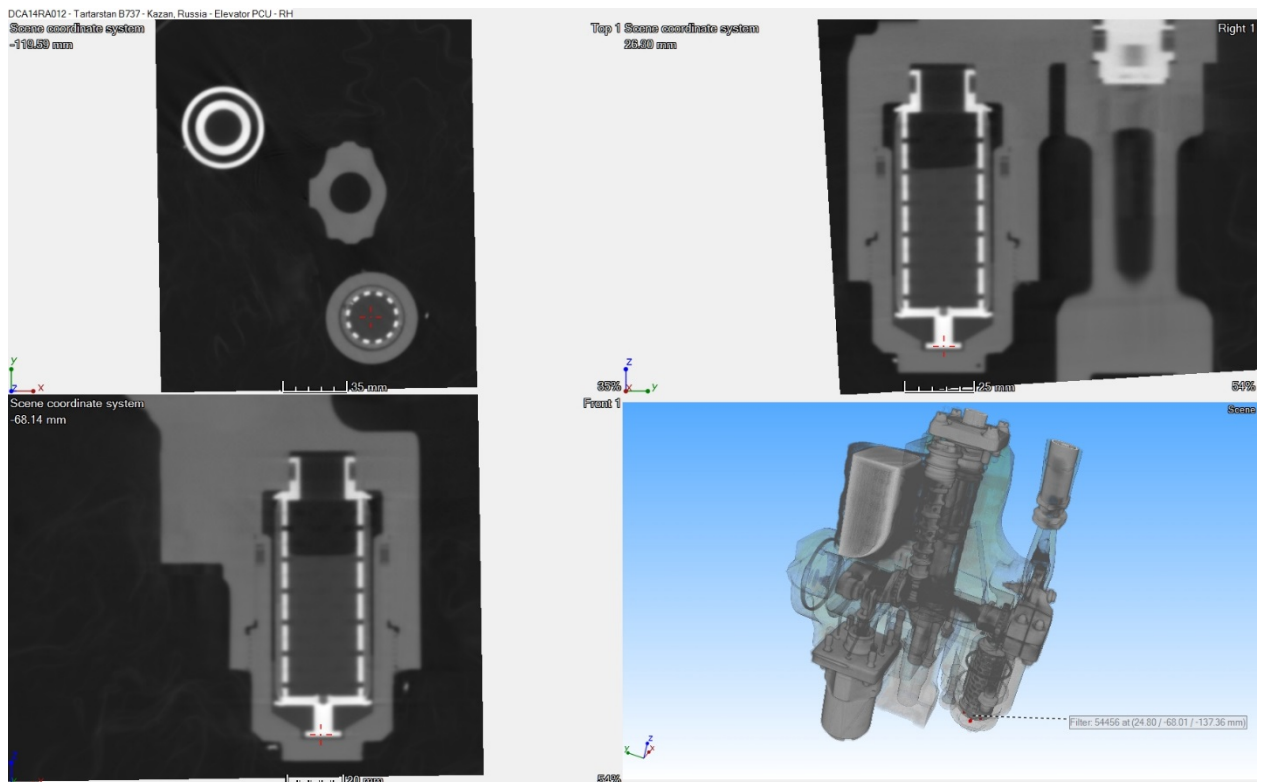 DCA14RA012 - Tartarstan B737 - Kazan, Russia - Elevator PCU - RH
Scene coordinate system
Top 1
-119.59 mm
y
z
x
35 mm
35%
Scene coordinate system
Right 1
26.80 mm
z
x
y
25 mm
54%
Scene coordinate system
Front 1
-68.14 mm
20 mm
54%
Scene
Filter: 54456 at (24.80 / -68.01 / -137.36 mm)
y
z
x